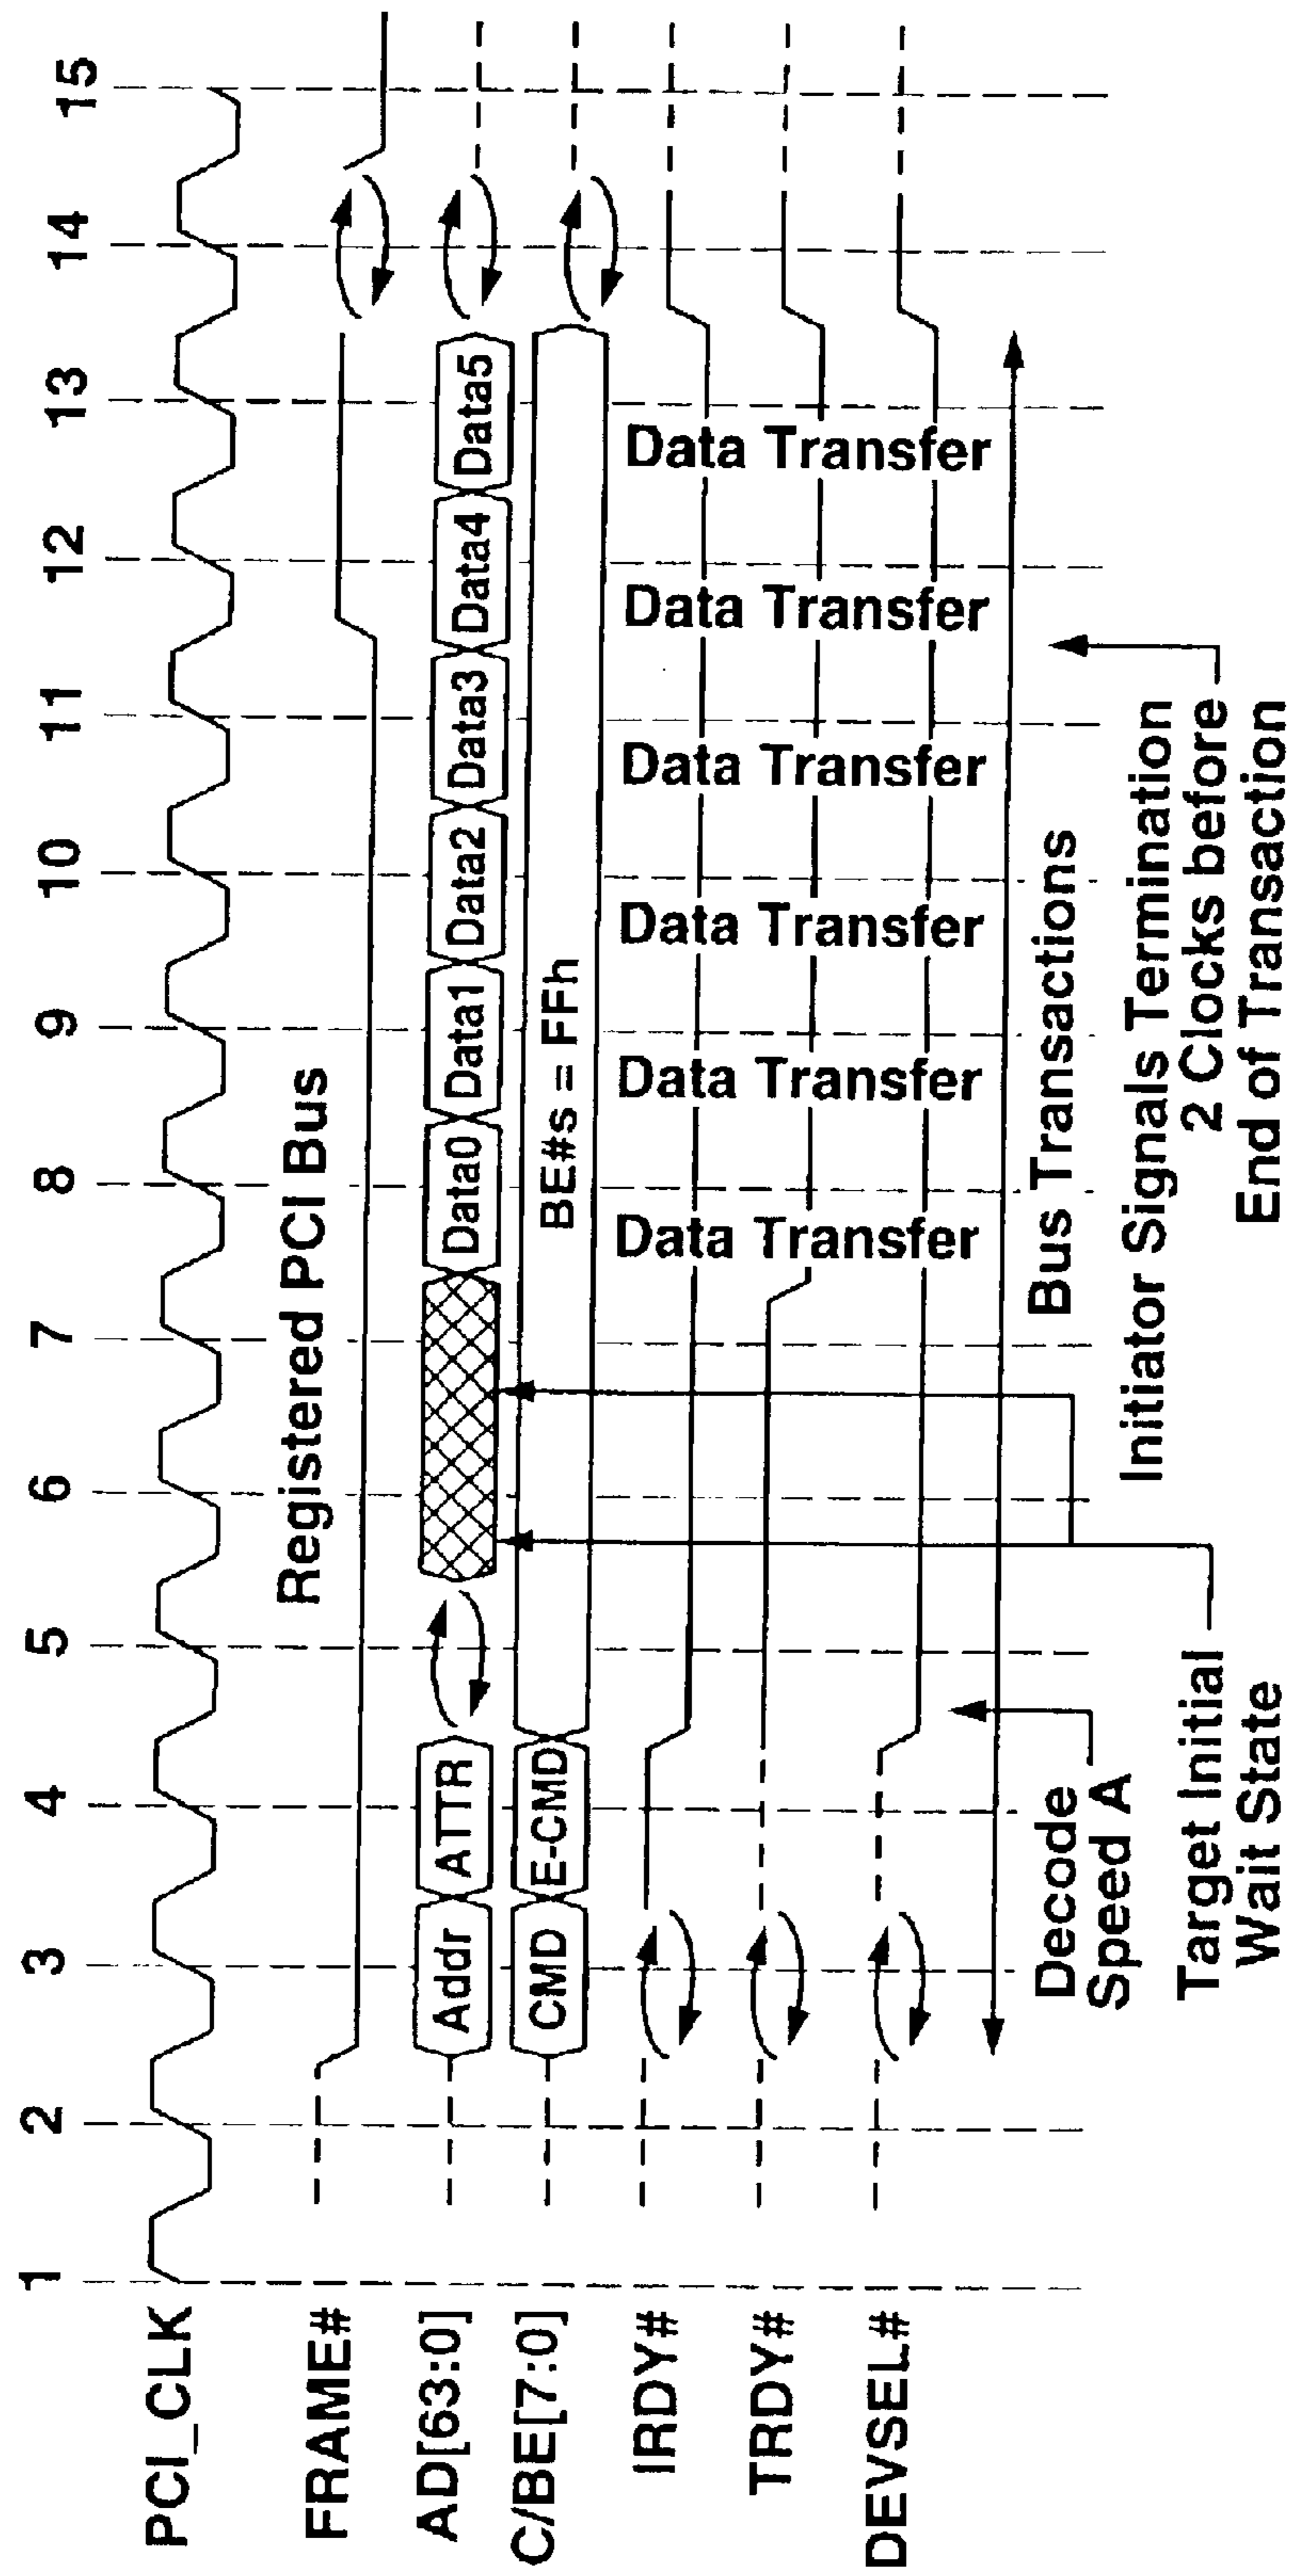 1 2 3 4 5 6 7 8 9 10 11 12 13 14 15
PCI_CLK
Registered PCI Bus
FRAME#
AD[63:0]
Addr ATTR Data0 Data1 Data2 Data3 Data4 Data5
C/BE[7:0]
CMD E-CMD BE#s = FFh
IRDY#
TRDY#
DEVSEL#
Data Transfer
Data Transfer
Data Transfer
Data Transfer
Data Transfer
Data Transfer
Decode
Speed A
Bus Transactions
Target Initial
Wait State
Initiator Signals Termination
2 Clocks before
End of Transaction